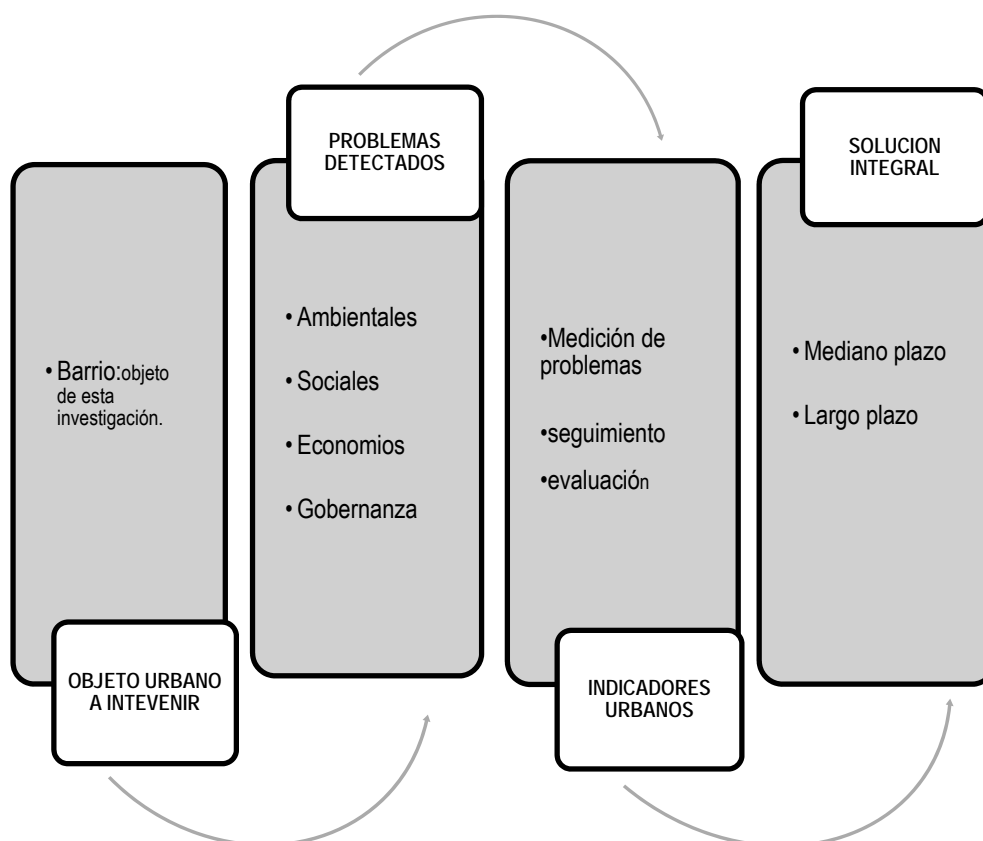 • Barrio:objeto
de esta
investigación.
OBJETO URBANO
A INTEVENIR
PROBLEMAS
DETECTADOS
• Ambientales
• Sociales
• Economios
• Gobernanza
•Medición de
problemas
•seguimiento
•evaluación
INDICADORES
URBANOS
SOLUCION
INTEGRAL
• Mediano plazo
• Largo plazo